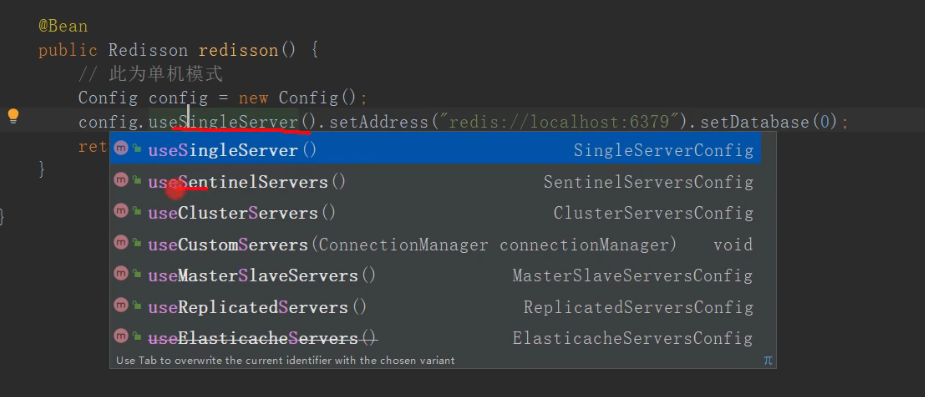 @Bean
public Redisson redisson() {
// 此为单机模式
Config config = new Config();
config.useSingleServer().setAddress("redis://localhost:6379").setDatabase(0);
ret
useSingleServer() SingleServerConfig
useSentinelServers() SentinelServersConfig
useClusterServers() ClusterServersConfig
useCustomServers(ConnectionManager connectionManager) void
useMasterSlaveServers() MasterSlaveServersConfig
useReplicatedServers() ReplicatedServersConfig
useElasticacheServers() ElasticacheServersConfig
Use Tab to overwrite the current identifier with the chosen variant π
}
}